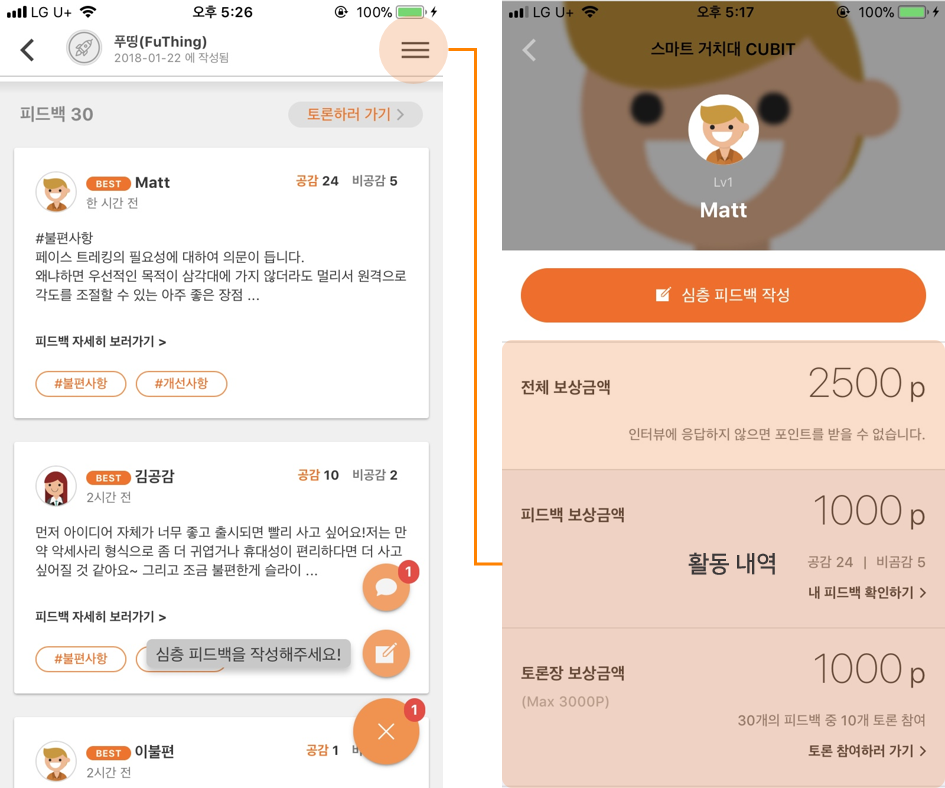 LG U+
오후 5:26
100%
푸띵(FuThing)
2018-01-22 에 작성됨
피드백 30
토론하러 가기 >
BEST Matt
공감 24 비공감 5
한 시간 전
#불편사항
페이스 트레킹의 필요성에 대하여 의문이 듭니다.
왜냐하면 우선적인 목적이 삼각대에 가지 않더라도 멀리서 원격으로
각도를 조절할 수 있는 아주 좋은 장점 ...
피드백 자세히 보러가기 >
#불편사항 #개선사항
BEST 김공감
공감 10 비공감 2
2시간 전
먼저 아이디어 자체가 너무 좋고 출시되면 빨리 사고 싶어요!저는 만
약 악세사리 형식으로 좀 더 귀엽거나 휴대성이 편리하다면 더 사고
싶어질 것 같아요~ 그리고 조금 불편한게 슬라이 ...
1
피드백 자세히 보러가기 >
#불편사항
심층 피드백을 작성해주세요!
1
BEST 이불편
공감 1
2시간 전
LG U+
오후 5:17
100%
스마트 거치대 CUBIT
Lv1
Matt
심층 피드백 작성
전체 보상금액
2500 p
인터뷰에 응답하지 않으면 포인트를 받을 수 없습니다.
피드백 보상금액
1000 p
활동 내역
공감 24 | 비꼼감 5
내 피드백 확인하기 >
토론장 보상금액
1000 p
(Max 3000P)
30개의 피드백 중 10개 토론 참여
토론 참여하러 가기 >